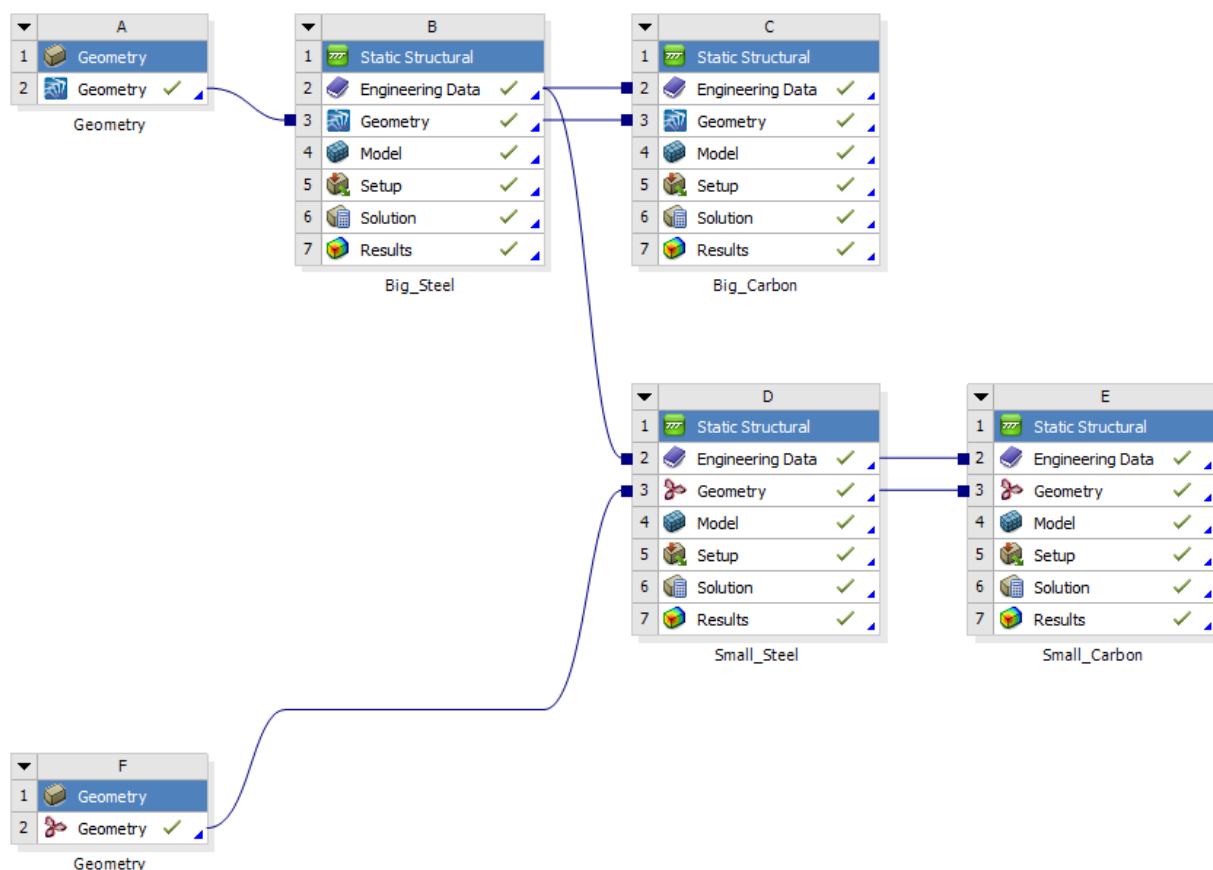 A
1 Geometry
2 Geometry
Geometry
B
1 Static Structural
2 Engineering Data
3 Geometry
4 Model
5 Setup
6 Solution
7 Results
Big_Steel
C
1 Static Structural
2 Engineering Data
3 Geometry
4 Model
5 Setup
6 Solution
7 Results
Big_Carbon
D
1 Static Structural
2 Engineering Data
3 Geometry
4 Model
5 Setup
6 Solution
7 Results
Small_Steel
E
1 Static Structural
2 Engineering Data
3 Geometry
4 Model
5 Setup
6 Solution
7 Results
Small_Carbon
F
1 Geometry
2 Geometry
Geometry